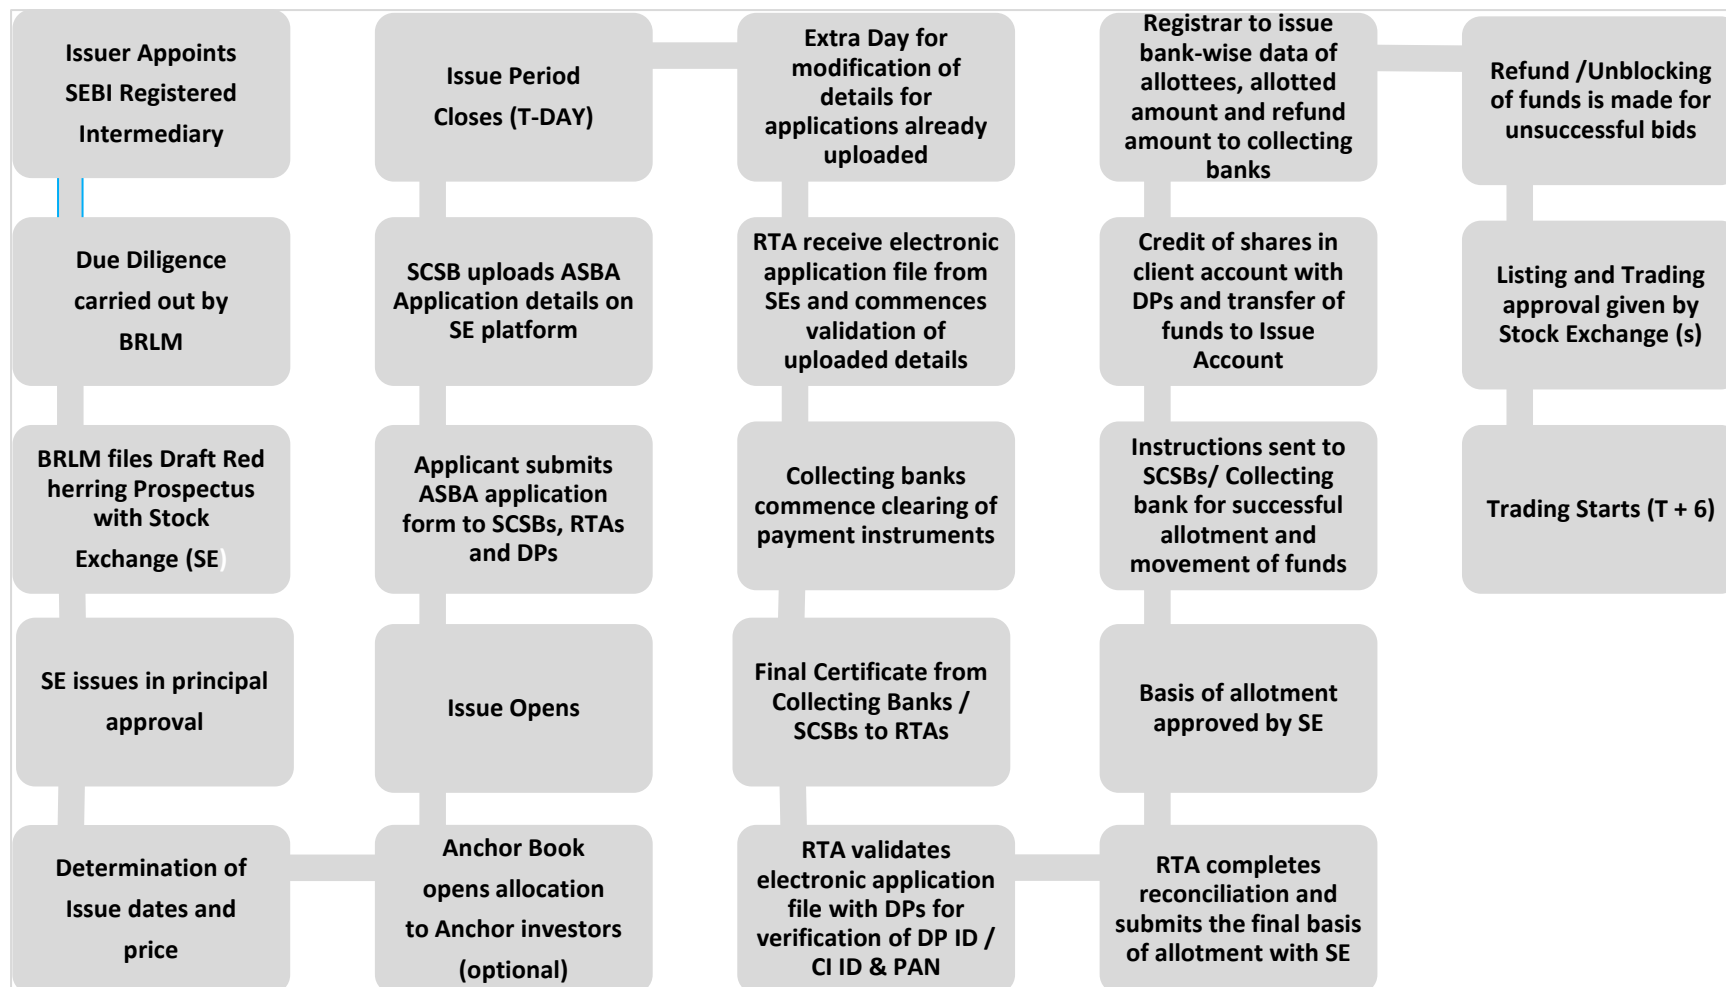 Issuer Appoints
SEBI Registered
Intermediary
Due Diligence
carried out by
BRLM
BRLM files Draft Red
herring Prospectus
with Stock
Exchange (SE)
SE issues in principal
approval
Determination of
Issue dates and
price
Anchor Book
opens allocation
to Anchor investors
(optional)
Issue Opens
Applicant submits
ASBA application
form to SCSBs, RTAs
and DPs
SCSB uploads ASBA
Application details on
SE platform
Issue Period
Closes (T-DAY)
Extra Day for
modification of
details for
applications already
uploaded
RTA receive electronic
application file from
SEs and commences
validation of
uploaded details
Collecting banks
commence clearing of
payment instruments
Final Certificate from
Collecting Banks /
SCSBs to RTAs
RTA validates
electronic application
file with DPs for
verification of DP ID /
CI ID & PAN
RTA completes
reconciliation and
submits the final basis
of allotment with SE
Basis of allotment
approved by SE
Instructions sent to
SCSBs/ Collecting
bank for successful
allotment and
movement of funds
Credit of shares in
client account with
DPs and transfer of
funds to Issue
Account
Registrar to issue
bank-wise data of
allottees, allotted
amount and refund
amount to collecting
banks
Refund /Unblocking
of funds is made for
unsuccessful bids
Listing and Trading
approval given by
Stock Exchange (s)
Trading Starts (T + 6)